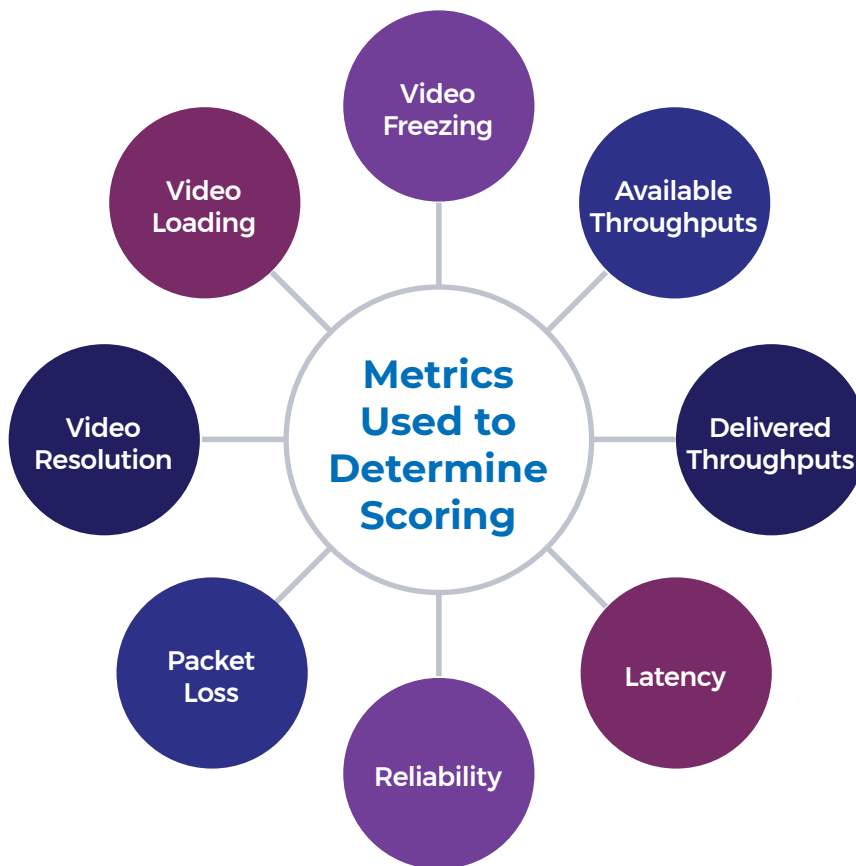 Metrics
Used to
Determine
Scoring
Video
Freezing
Available
Throughputs
Delivered
Throughputs
Latency
Reliability
Packet
Loss
Video
Resolution
Video
Loading